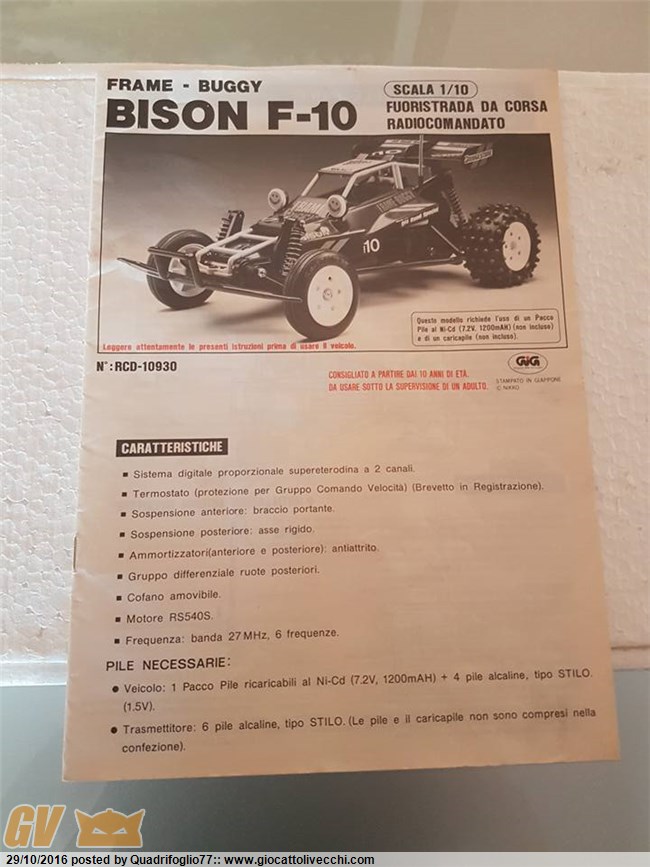 FRAME - BUGGY
BISON F-10
SCALA 1/10
FUORISTRADA DA CORSA
RADIOCOMANDATO
FRAME BUGGY
10
Questo modello richiede l'uso di un Pacco
Pile al Ni-Cd (7.2V, 1200mAH) (non incluso)
e di un caricapile (non incluso).
Leggere attentamente le presenti istruzioni prima di usare il veicolo.
N°:RCD-10930
CONSIGLIATO A PARTIRE DAI 10 ANNI DI ETÀ.
DA USARE SOTTO LA SUPERVISIONE DI UN ADULTO.
GiG
STAMPATO IN GIAPPONE
© NIKKO
CARATTERISTICHE
■ Sistema digitale proporzionale supereterodina a 2 canali.
■ Termostato (protezione per Gruppo Comando Velocità) (Brevetto in Registrazione).
■ Sospensione anteriore: braccio portante.
■ Sospensione posteriore: asse rigido.
■ Ammortizzatori(anteriore e posteriore): antiattrito.
■ Gruppo differenziale ruote posteriori.
■ Cofano amovibile.
■ Motore RS540S.
■ Frequenza: banda 27 MHz, 6 frequenze.
PILE NECESSARIE:
● Veicolo: 1 Pacco Pile ricaricabili al Ni-Cd (7.2V, 1200mAH) + 4 pile alcaline, tipo STILO.
(1.5V).
● Trasmettitore: 6 pile alcaline, tipo STILO. (Le pile e il caricapile non sono compresi nella
confezione).
GV
29/10/2016 posted by Quadrifoglio77:: www.giocattolivecchi.com